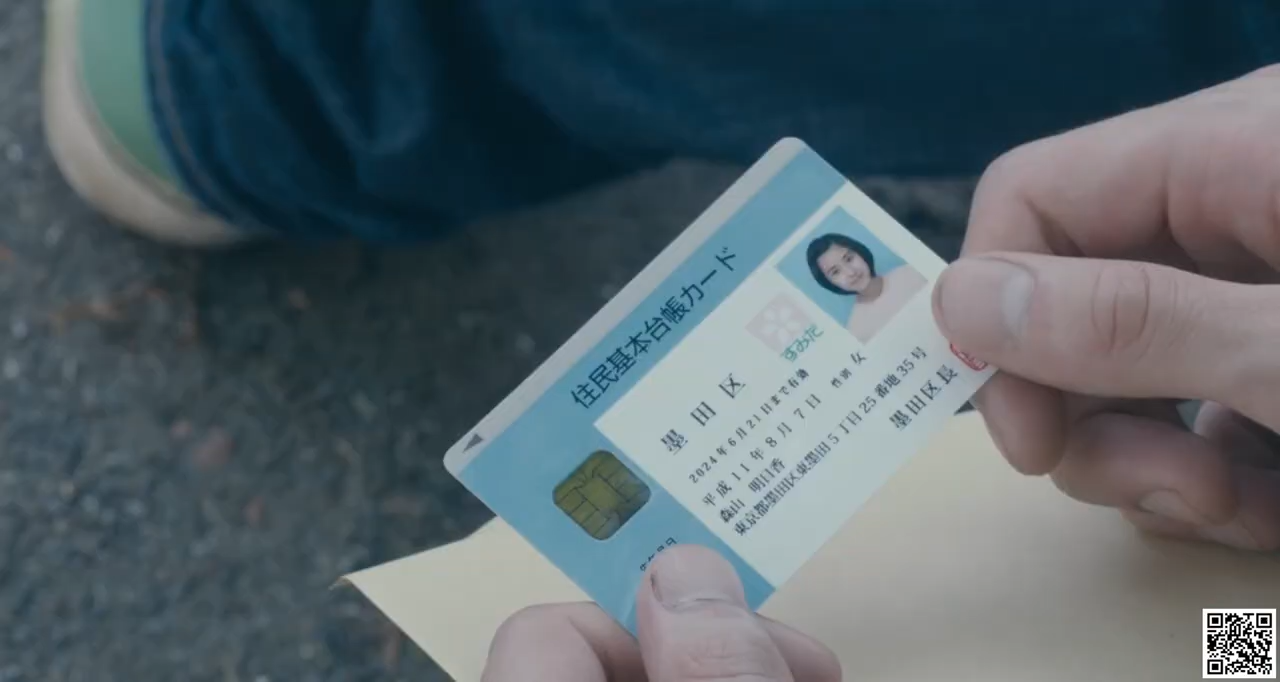 住民基本台帳カード
すみだ
墨田区
2024年6月21日まで有効
平成11年8月7日 性別 女
森山 明日香
東京都墨田区東墨田5丁目25番地35号
墨田区長